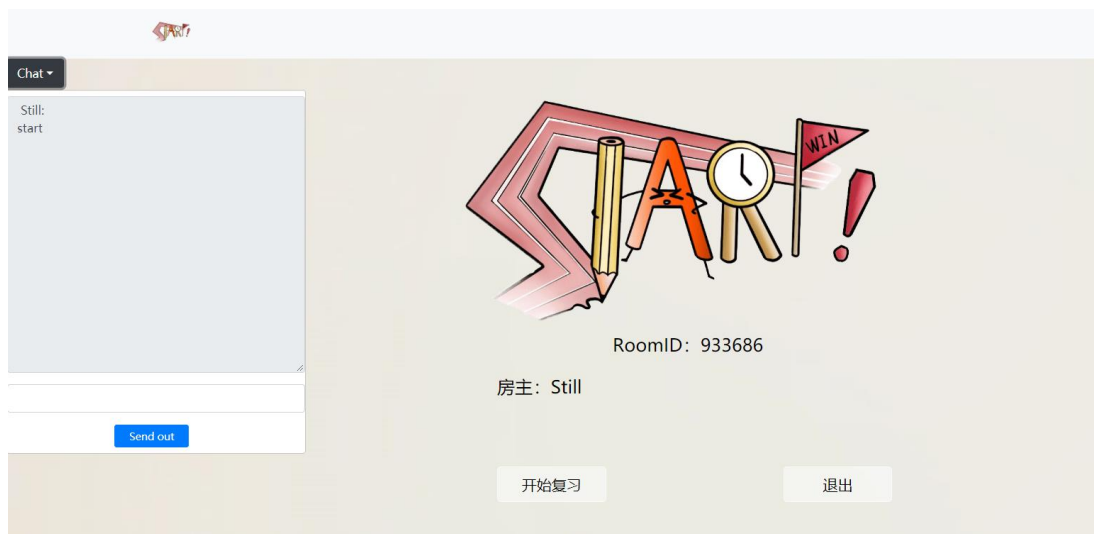 START!
Chat
Still:
start
Send out
START!
WIN
RoomID：933686
房主：Still
开始复习
退出